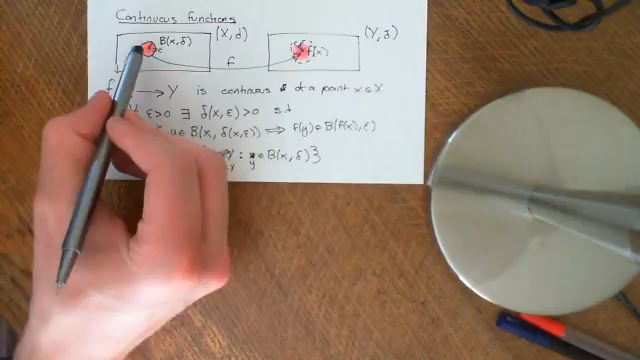 Continuous functions
(X, d)
(Y, J)
B(x,δ)
f(x)
f
→ Y is continuous at a point x ∈ X
ε>0 ∃ δ(x,ε)>0 s.t
∈ B(x, δ(x,ε)) ⟹ f(y) ∈ B(f(x), ε)
: y ∈ B(x, δ)}